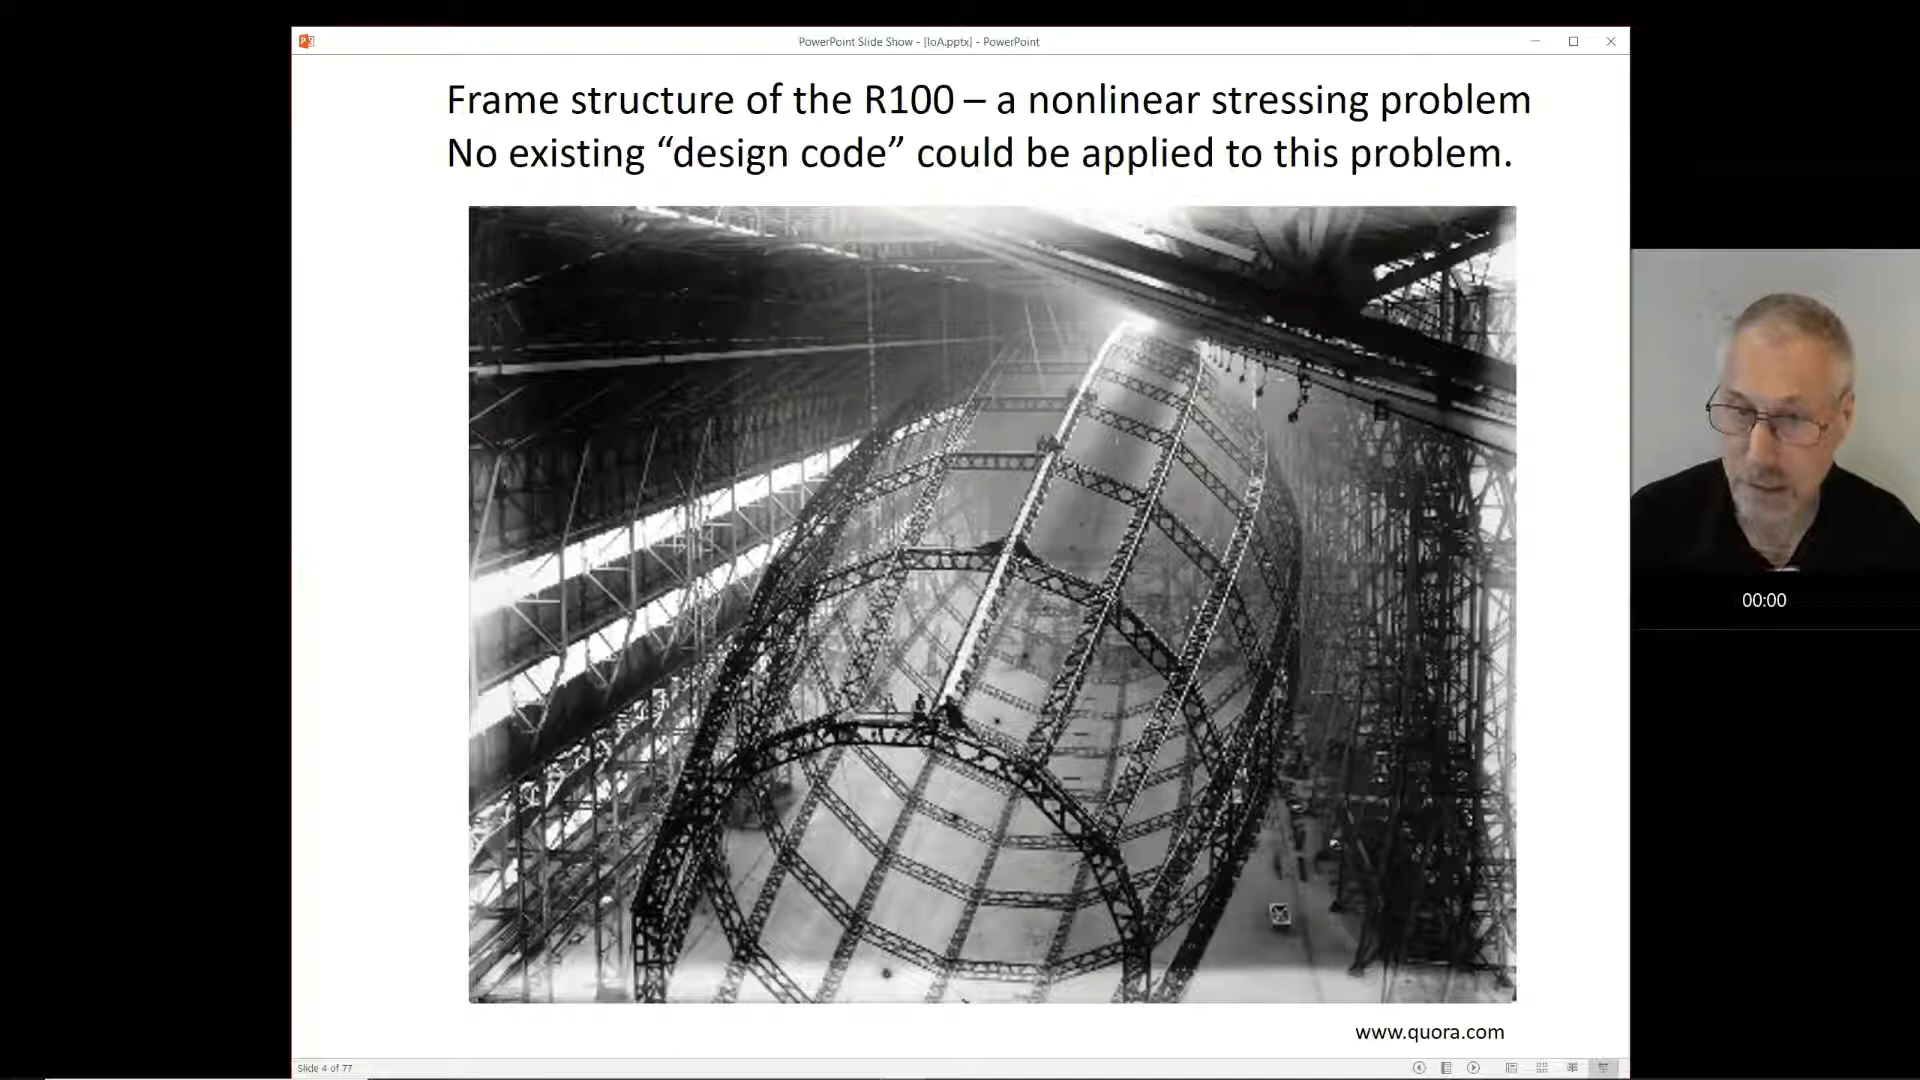 PowerPoint Slide Show - [IoA.pptx] - PowerPoint
Frame structure of the R100 – a nonlinear stressing problem
No existing “design code” could be applied to this problem.
00:00
www.quora.com
Slide 4 of 77